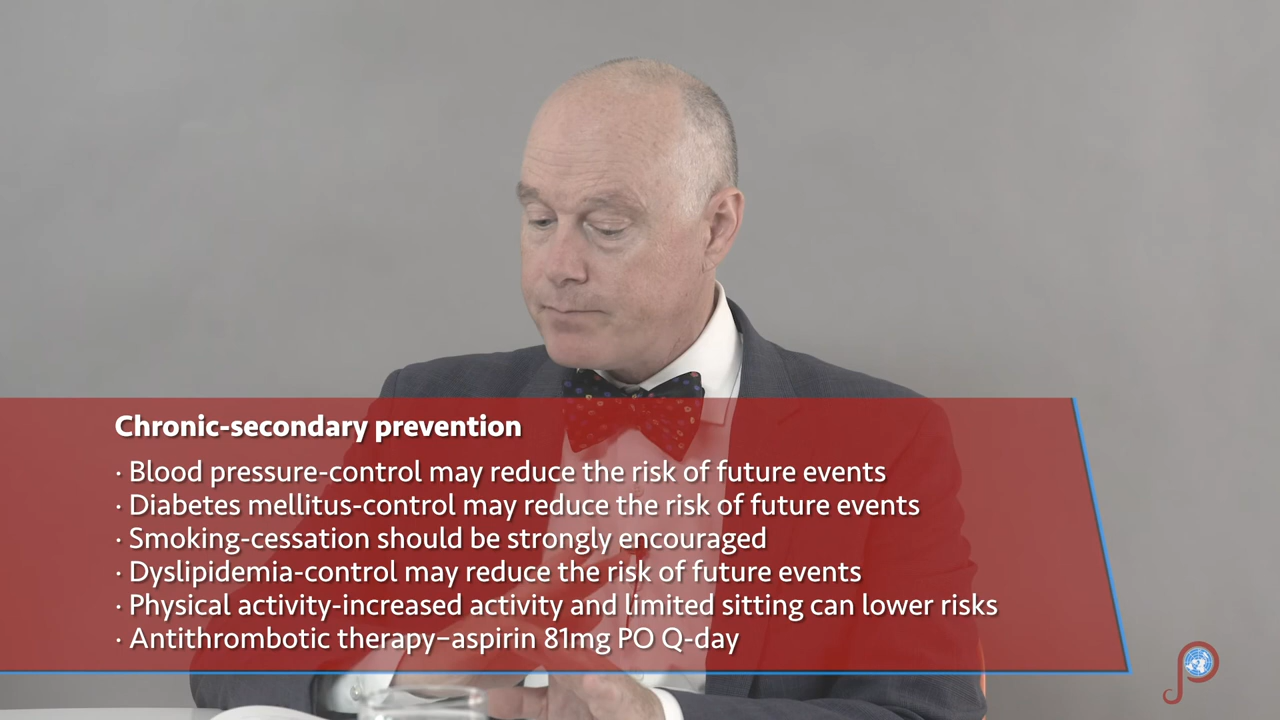 Chronic-secondary prevention
· Blood pressure-control may reduce the risk of future events
· Diabetes mellitus-control may reduce the risk of future events
· Smoking-cessation should be strongly encouraged
· Dyslipidemia-control may reduce the risk of future events
· Physical activity-increased activity and limited sitting can lower risks
· Antithrombotic therapy–aspirin 81mg PO Q-day